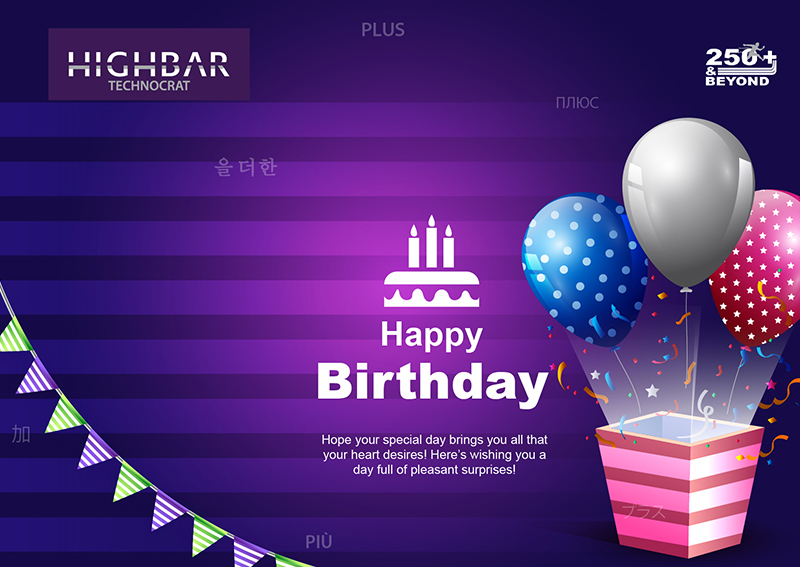 PLUS
HIGHBAR
TECHNOCRAT
250+
&
BEYOND
ПЛЮС
을 더한
Happy
Birthday
加
Hope your special day brings you all that
your heart desires! Here's wishing you a
day full of pleasant surprises!
プラス
PIÙ